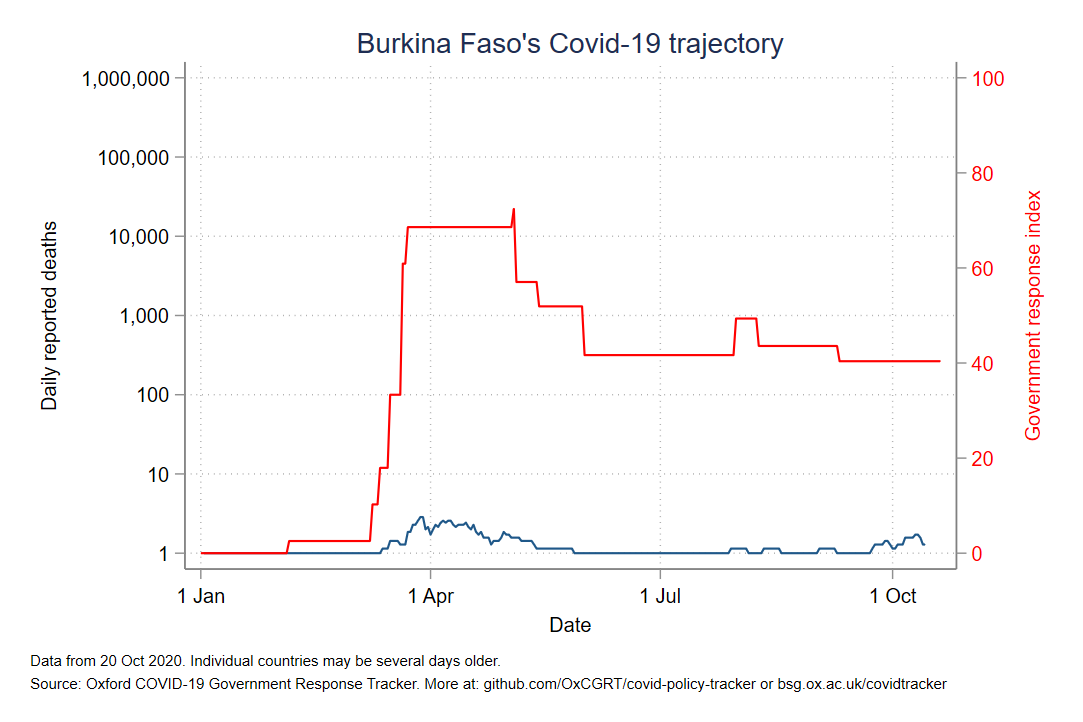 Burkina Faso's Covid-19 trajectory
1,000,000
100,000
10,000
1,000
100
10
1
Daily reported deaths
100
80
60
40
20
0
Government response index
1 Jan
1 Apr
1 Jul
1 Oct
Date
Data from 20 Oct 2020. Individual countries may be several days older.
Source: Oxford COVID-19 Government Response Tracker. More at: github.com/OxCGRT/covid-policy-tracker or bsg.ox.ac.uk/covidtracker